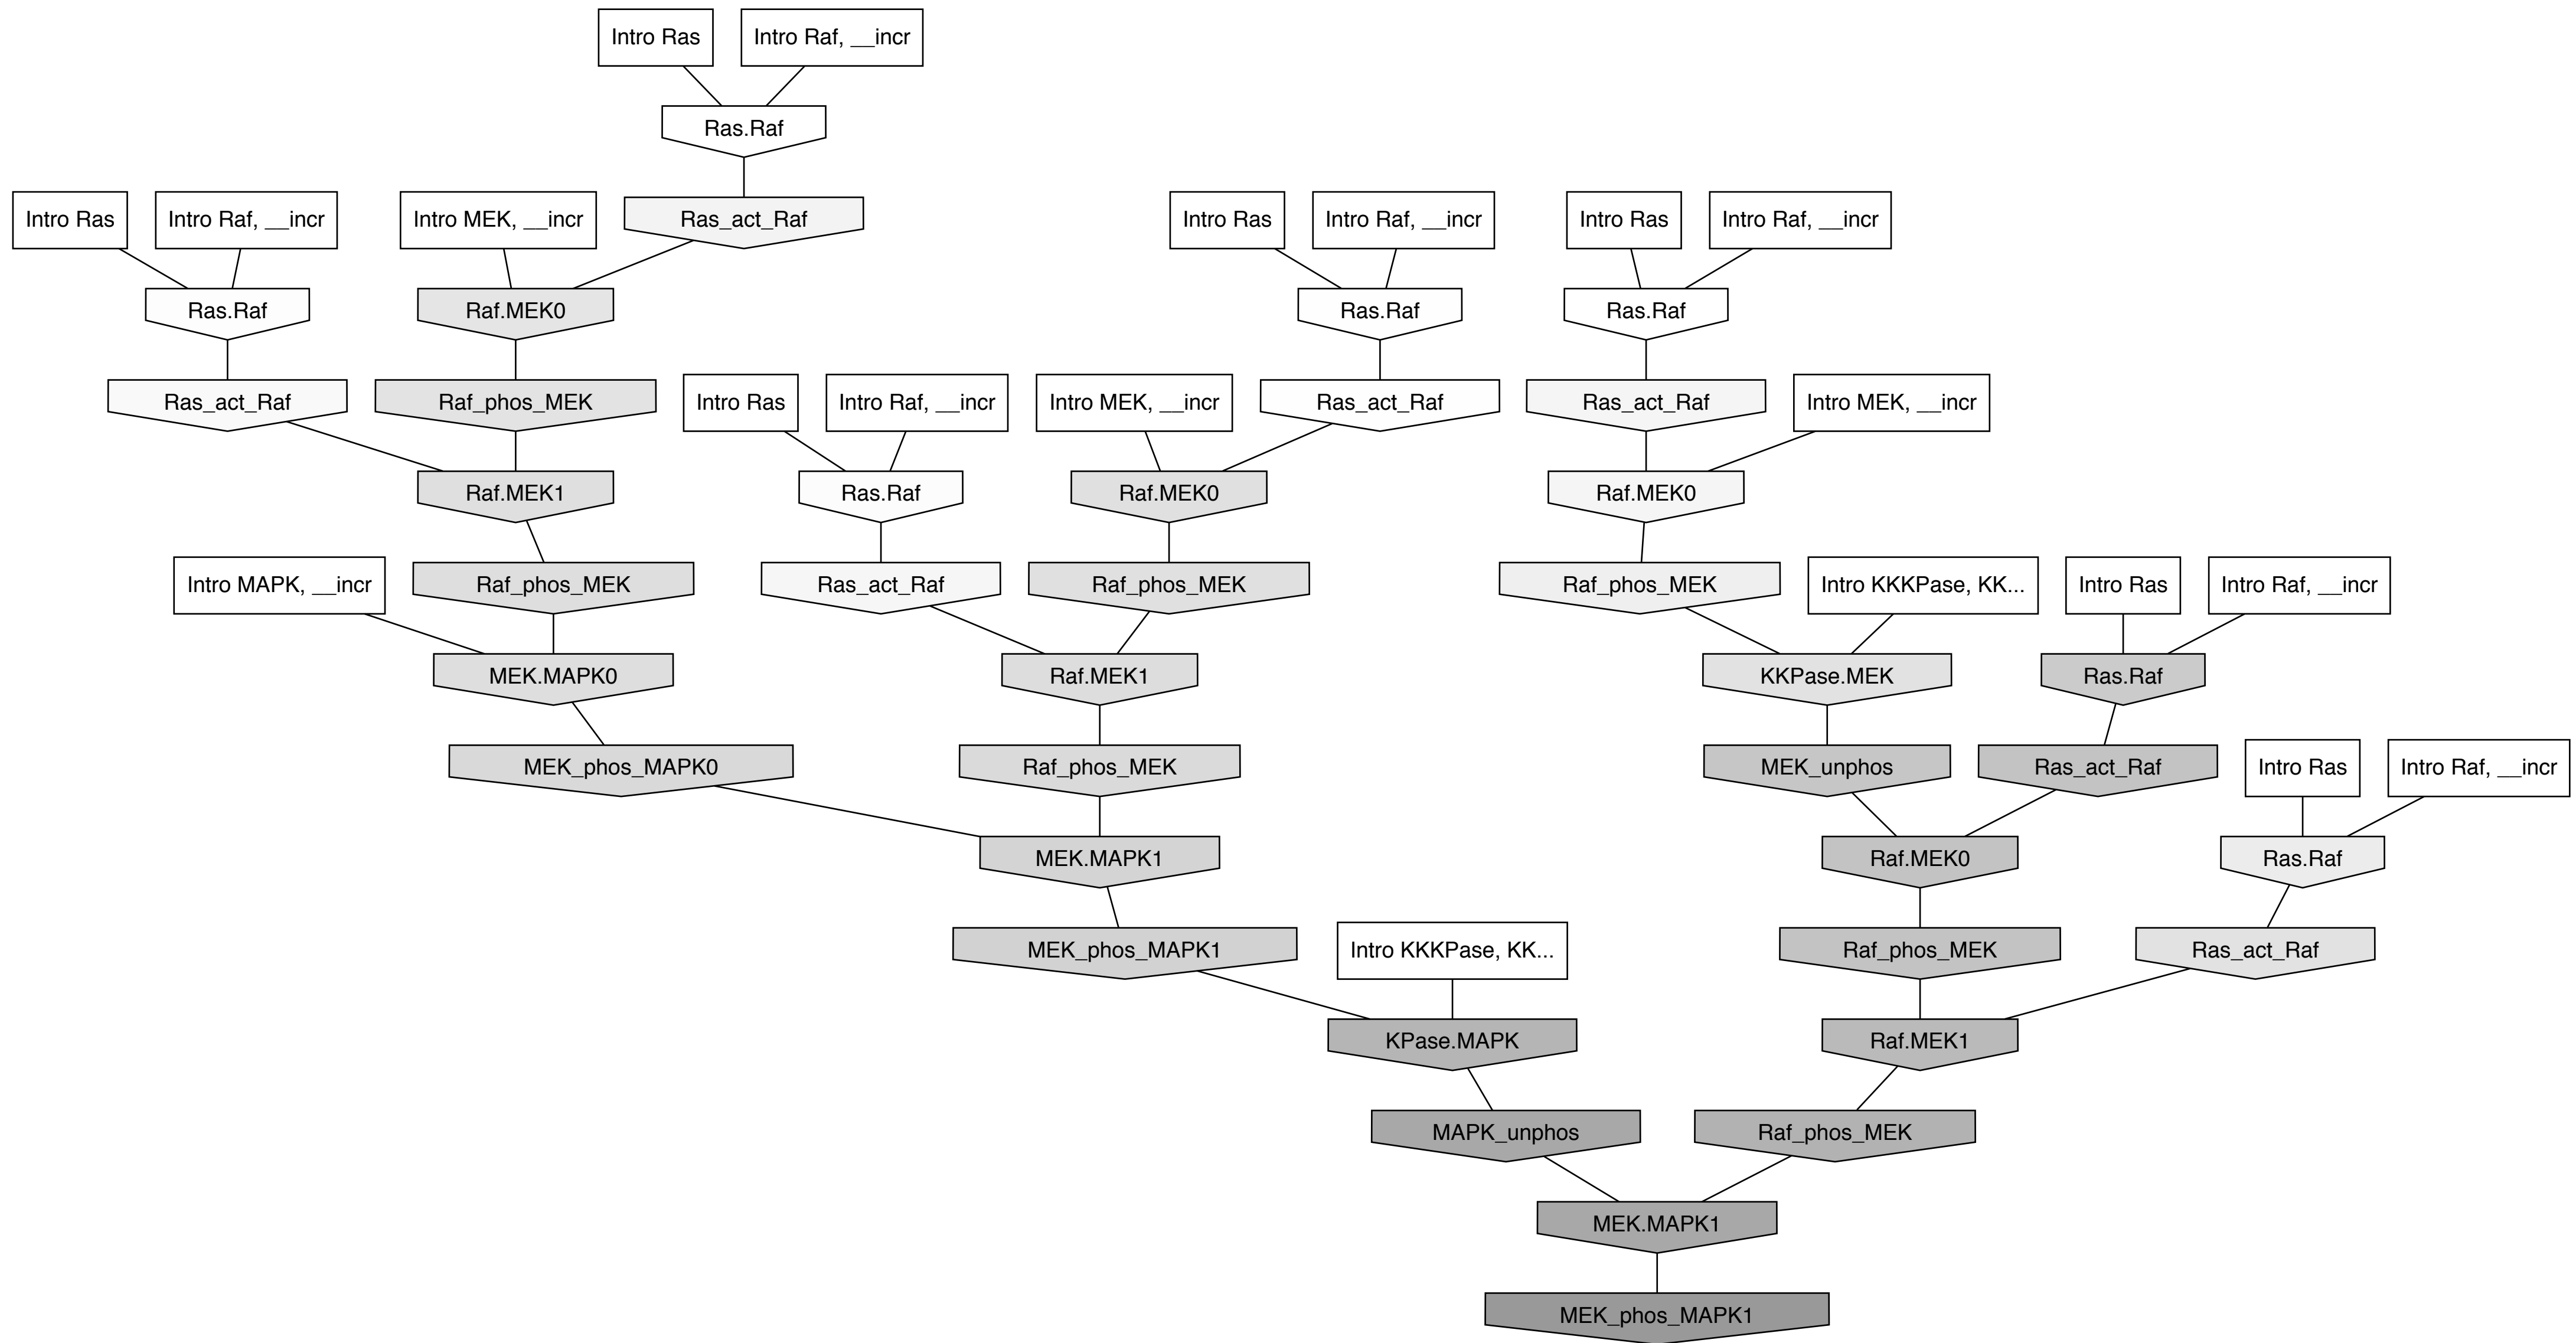 Intro Ras
Intro Raf, __incr
Ras.Raf
Intro Ras
Intro Raf, __incr
Intro MEK, __incr
Ras_act_Raf
Intro Ras
Intro Raf, __incr
Intro Ras
Intro Raf, __incr
Ras.Raf
Raf.MEK0
Ras.Raf
Ras.Raf
Ras_act_Raf
Raf_phos_MEK
Intro Ras
Intro Raf, __incr
Intro MEK, __incr
Ras_act_Raf
Ras_act_Raf
Intro MEK, __incr
Raf.MEK1
Ras.Raf
Raf.MEK0
Raf.MEK0
Intro MAPK, __incr
Raf_phos_MEK
Ras_act_Raf
Raf_phos_MEK
Raf_phos_MEK
Intro KKKPase, KK...
Intro Ras
Intro Raf, __incr
MEK.MAPK0
Raf.MEK1
KKPase.MEK
Ras.Raf
MEK_phos_MAPK0
Raf_phos_MEK
MEK_unphos
Ras_act_Raf
Intro Ras
Intro Raf, __incr
MEK.MAPK1
Raf.MEK0
Ras.Raf
MEK_phos_MAPK1
Intro KKKPase, KK...
Raf_phos_MEK
Ras_act_Raf
KPase.MAPK
Raf.MEK1
MAPK_unphos
Raf_phos_MEK
MEK.MAPK1
MEK_phos_MAPK1